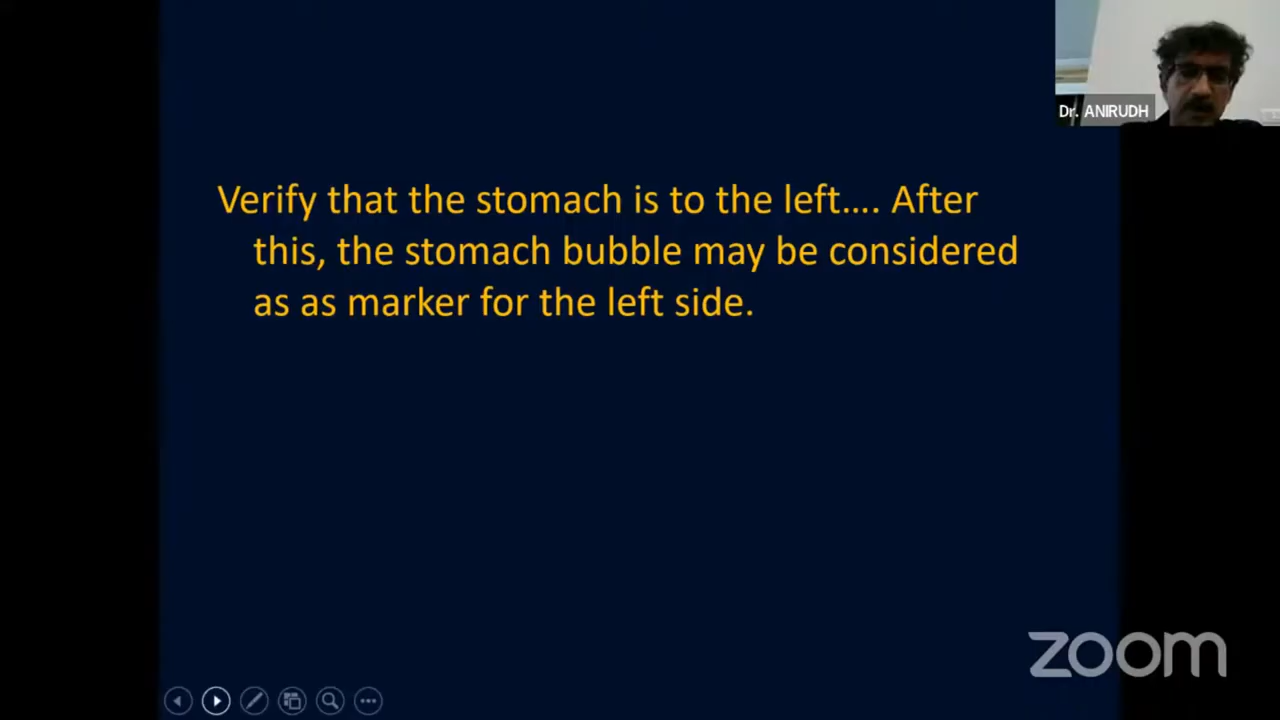 Dr. ANIRUDH
Verify that the stomach is to the left.... After
this, the stomach bubble may be considered
as as marker for the left side.
zoom